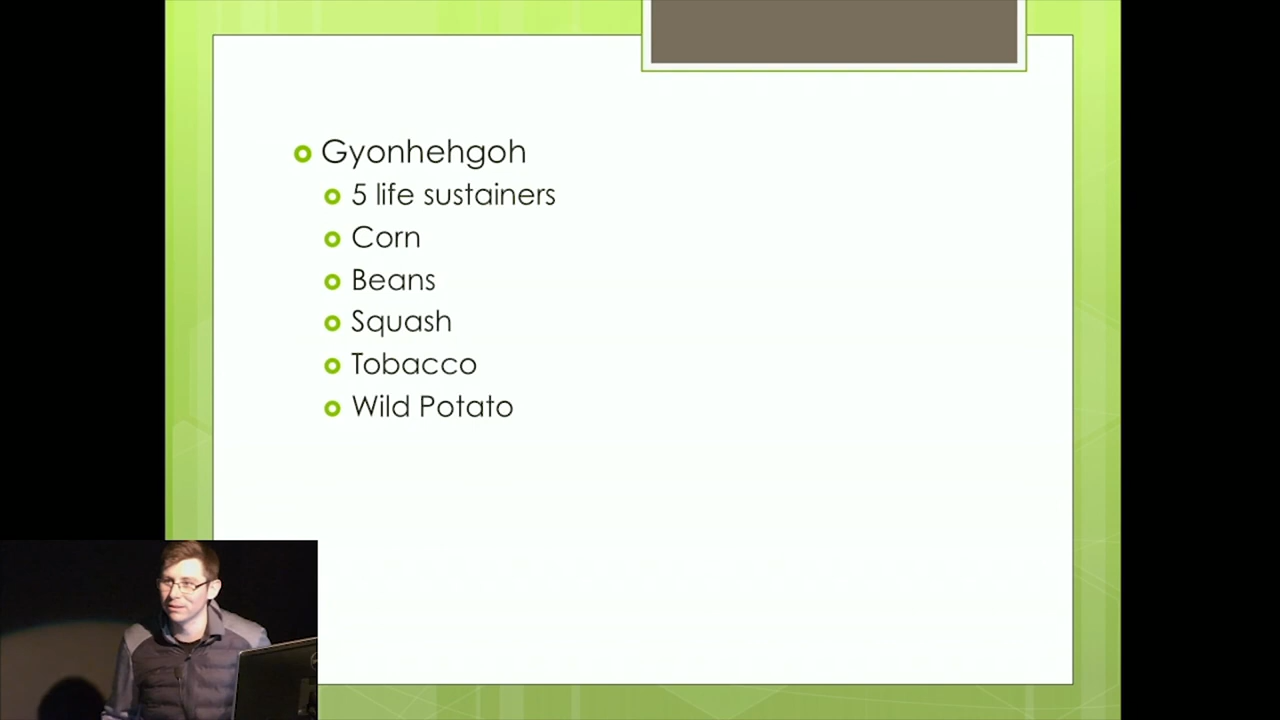 Gyonhehgoh
5 life sustainers
Corn
Beans
Squash
Tobacco
Wild Potato